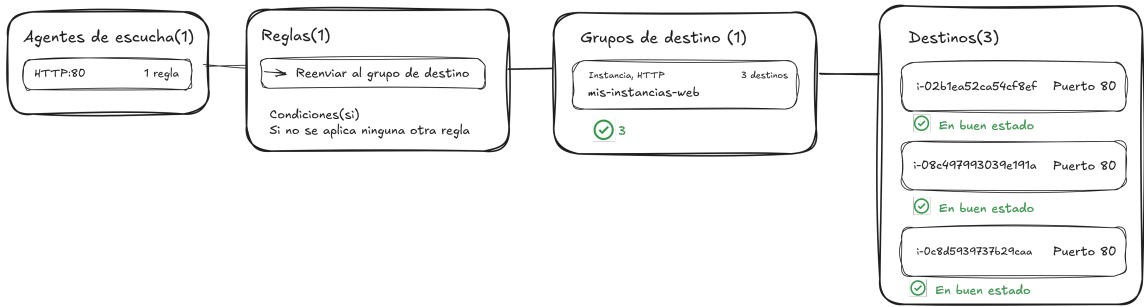 Agentes de escucha(1)
HTTP:80 1 regla
Reglas(1)
Reenviar al grupo de destino
Condiciones(si)
Si no se aplica ninguna otra regla
Grupos de destino (1)
Instancia, HTTP 3 destinos
mis-instancias-web
3
Destinos(3)
i-02b1ea52ca54cf8ef Puerto 80
En buen estado
i-08c497993039e191a Puerto 80
En buen estado
i-0c8d5939737b29caa Puerto 80
En buen estado